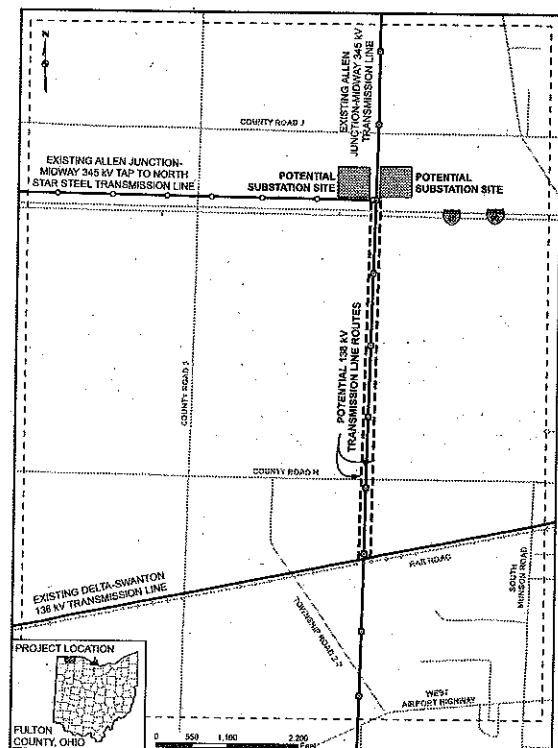 N
EXISTING ALLEN
JUNCTION-MIDWAY 345 kV
TRANSMISSION LINE
COUNTY ROAD J
EXISTING ALLEN JUNCTION-
MIDWAY 345 kV TAP TO NORTH
STAR STEEL TRANSMISSION LINE
POTENTIAL
SUBSTATION SITE
POTENTIAL
SUBSTATION SITE
COUNTY ROAD 3
POTENTIAL 138 kV
TRANSMISSION LINE ROUTES
COUNTY ROAD H
EXISTING DELTA-SWANTON
138 kV TRANSMISSION LINE
RAILROAD
SOUTH
MUNSON ROAD
TOWNSHIP ROAD 2-2
WEST
AIRPORT HIGHWAY
PROJECT LOCATION
FULTON
COUNTY, OHIO
0 550 1,100 2,200
Feet